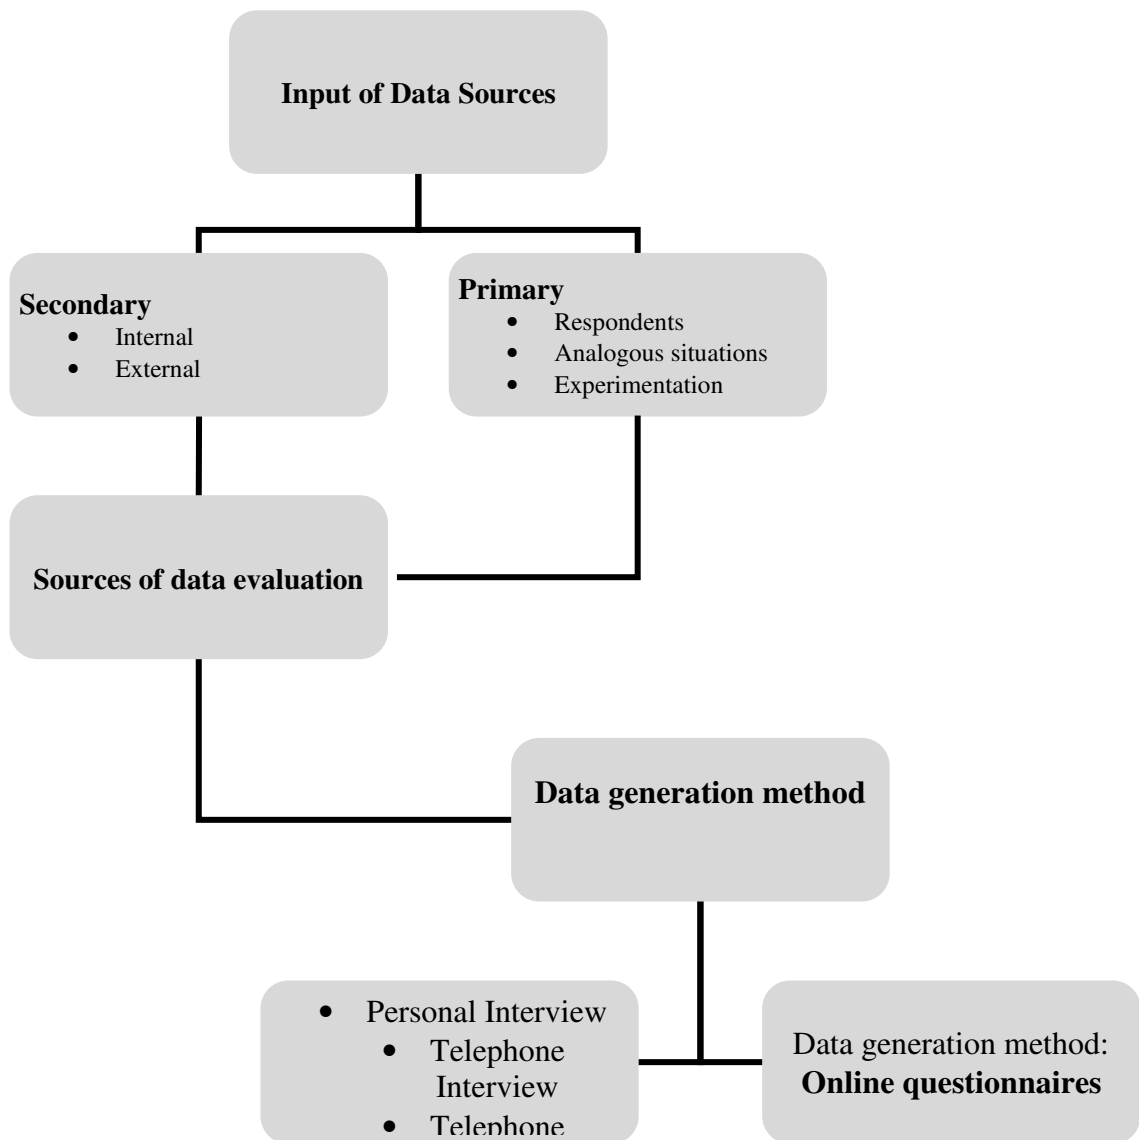 Input of Data Sources
Secondary
• Internal
• External
Primary
• Respondents
• Analogous situations
• Experimentation
Sources of data evaluation
Data generation method
• Personal Interview
• Telephone
Interview
• Telephone
Data generation method:
Online questionnaires